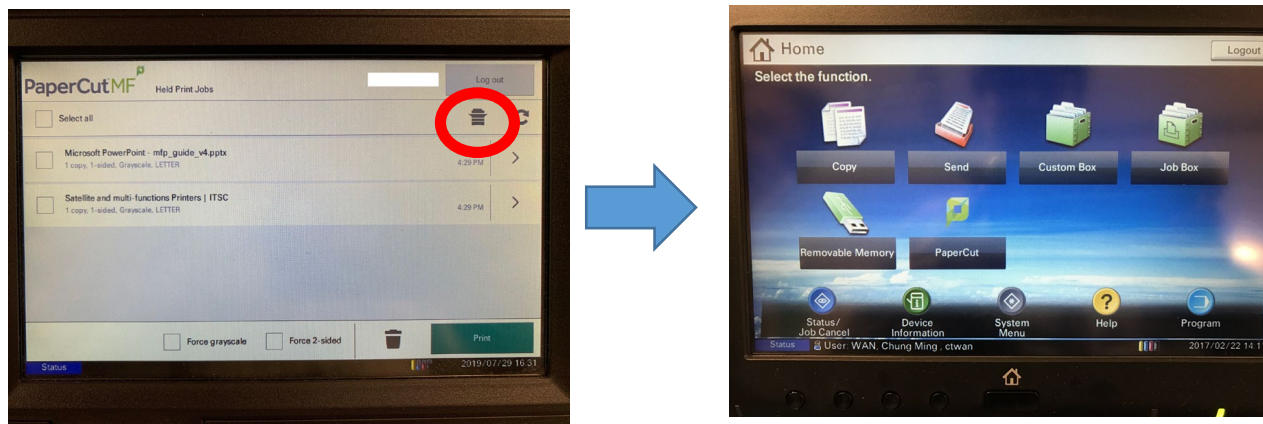 PaperCut MF
Held Print Jobs
Log out
Select all
Microsoft PowerPoint - mfp_guide_v4.pptx
1 copy, 1-sided, Grayscale, LETTER
4:29 PM
Satellite and multi-functions Printers | ITSC
1 copy, 1-sided, Grayscale, LETTER
4:29 PM
Force grayscale
Force 2-sided
Print
Status
2019/07/29 16:31
Home
Logout
Select the function.
Copy
Send
Custom Box
Job Box
Removable Memory
PaperCut
Status/
Job Cancel
Device
Information
System
Menu
Help
Program
Status
User: WAN, Chung Ming , ctwan
2017/02/22 14:1